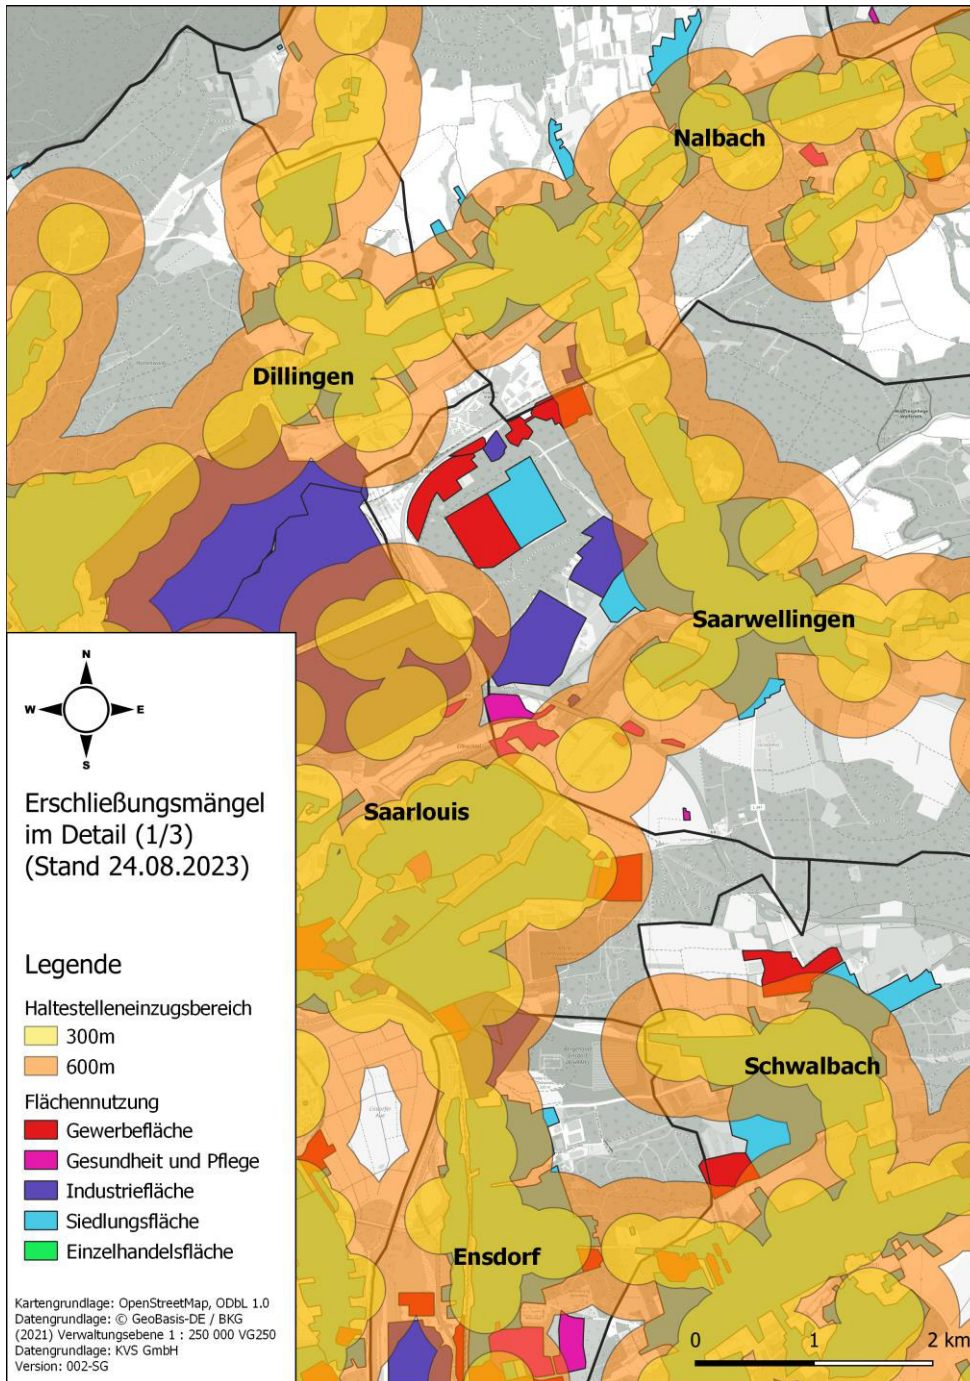 Nalbach
Dillingen
Saarwellingen
Saarlouis
Schwalbach
Ensdorf
N
W
E
S
Erschließungsmängel
im Detail (1/3)
(Stand 24.08.2023)
Legende
Haltestelleneinzugsbereich
300m
600m
Flächennutzung
Gewerbefläche
Gesundheit und Pflege
Industriefläche
Siedlungsfläche
Einzelhandelsfläche
Kartengrundlage: OpenStreetMap, ODbL 1.0
Datengrundlage: © GeoBasis-DE / BKG
(2021) Verwaltungsebene 1 : 250 000 VG250
Datengrundlage: KVS GmbH
Version: 002-SG
0 1 2 km